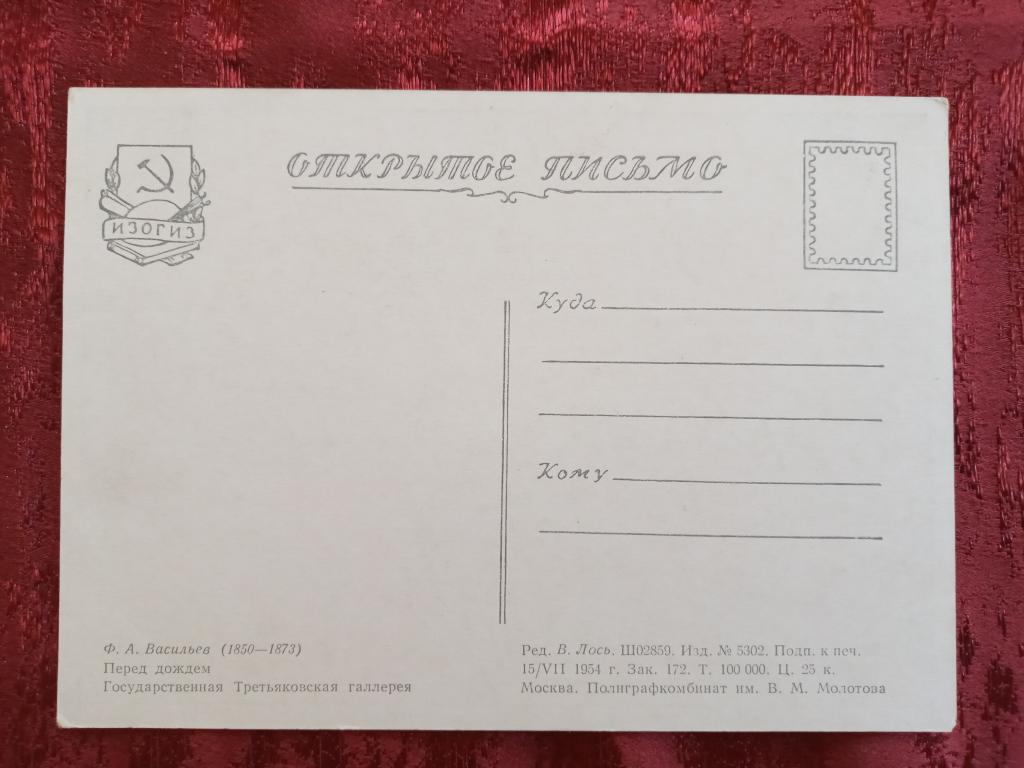 ОТКРЫТОЕ ПИСЬМО
ИЗОГИЗ
Куда
Кому
Ф. А. Васильев (1850—1873)
Перед дождем
Государственная Третьяковская галлерея
Ред. В. Лось. Ш02859. Изд. № 5302. Подп. к печ.
15/VII 1954 г. Зак. 172. Т. 100 000. Ц. 25 к.
Москва. Полиграфкомбинат им. В. М. Молотова